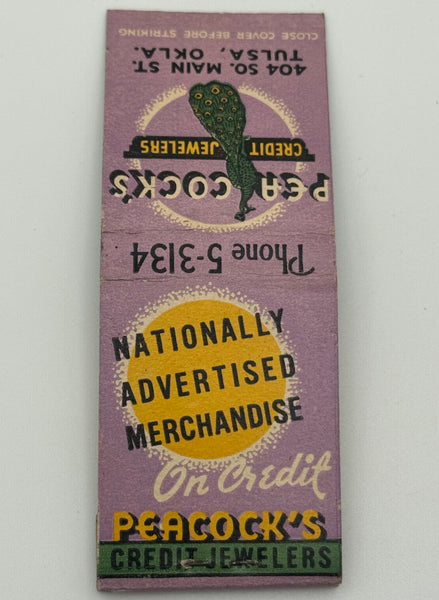 CLOSE COVER BEFORE STRIKING
404 SO. MAIN ST.
TULSA, OKLA.
CREDIT JEWELERS
PEACOCK'S
Phone 5-3134
NATIONALLY
ADVERTISED
MERCHANDISE
On Credit
PEACOCK'S
CREDIT JEWELERS